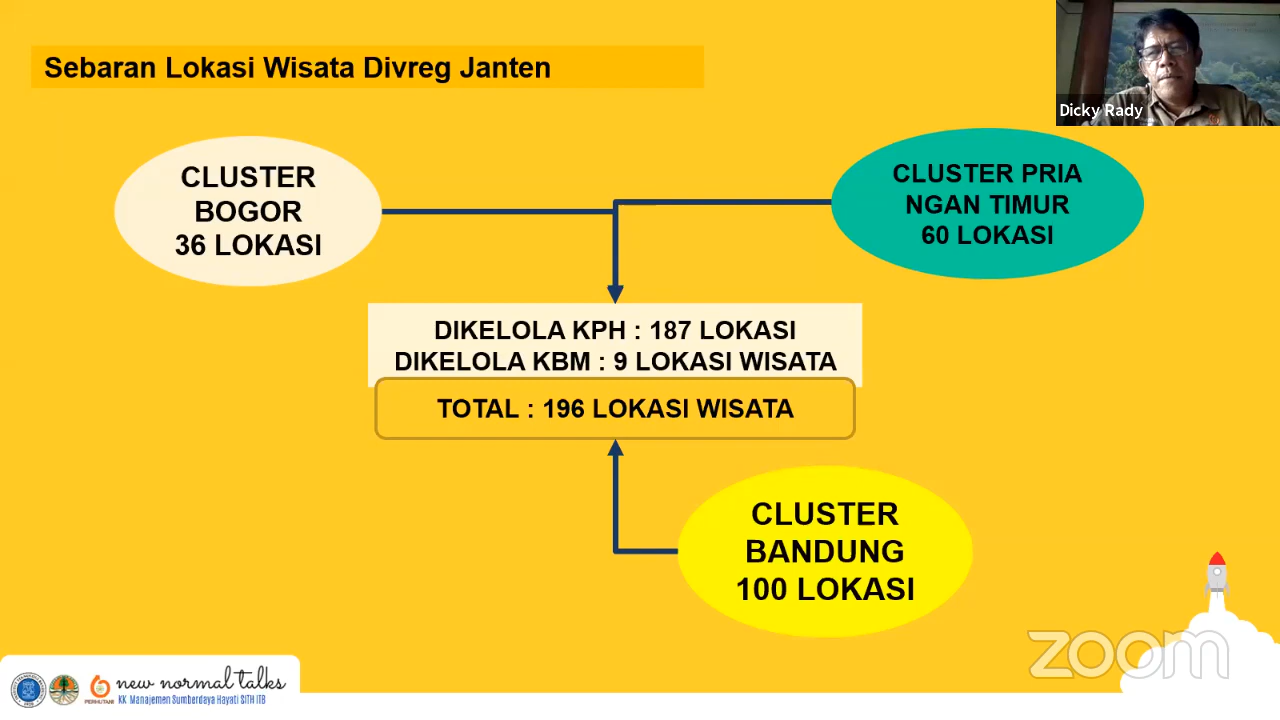 Sebaran Lokasi Wisata Divreg Janten
Dicky Rady
CLUSTER
BOGOR
36 LOKASI
CLUSTER PRIA
NGAN TIMUR
60 LOKASI
DIKELOLA KPH : 187 LOKASI
DIKELOLA KBM : 9 LOKASI WISATA
TOTAL : 196 LOKASI WISATA
CLUSTER
BANDUNG
100 LOKASI
zoom
new normal talks
PERHUTANI
KK Manajemen Sumberdaya Hayati SITH ITB